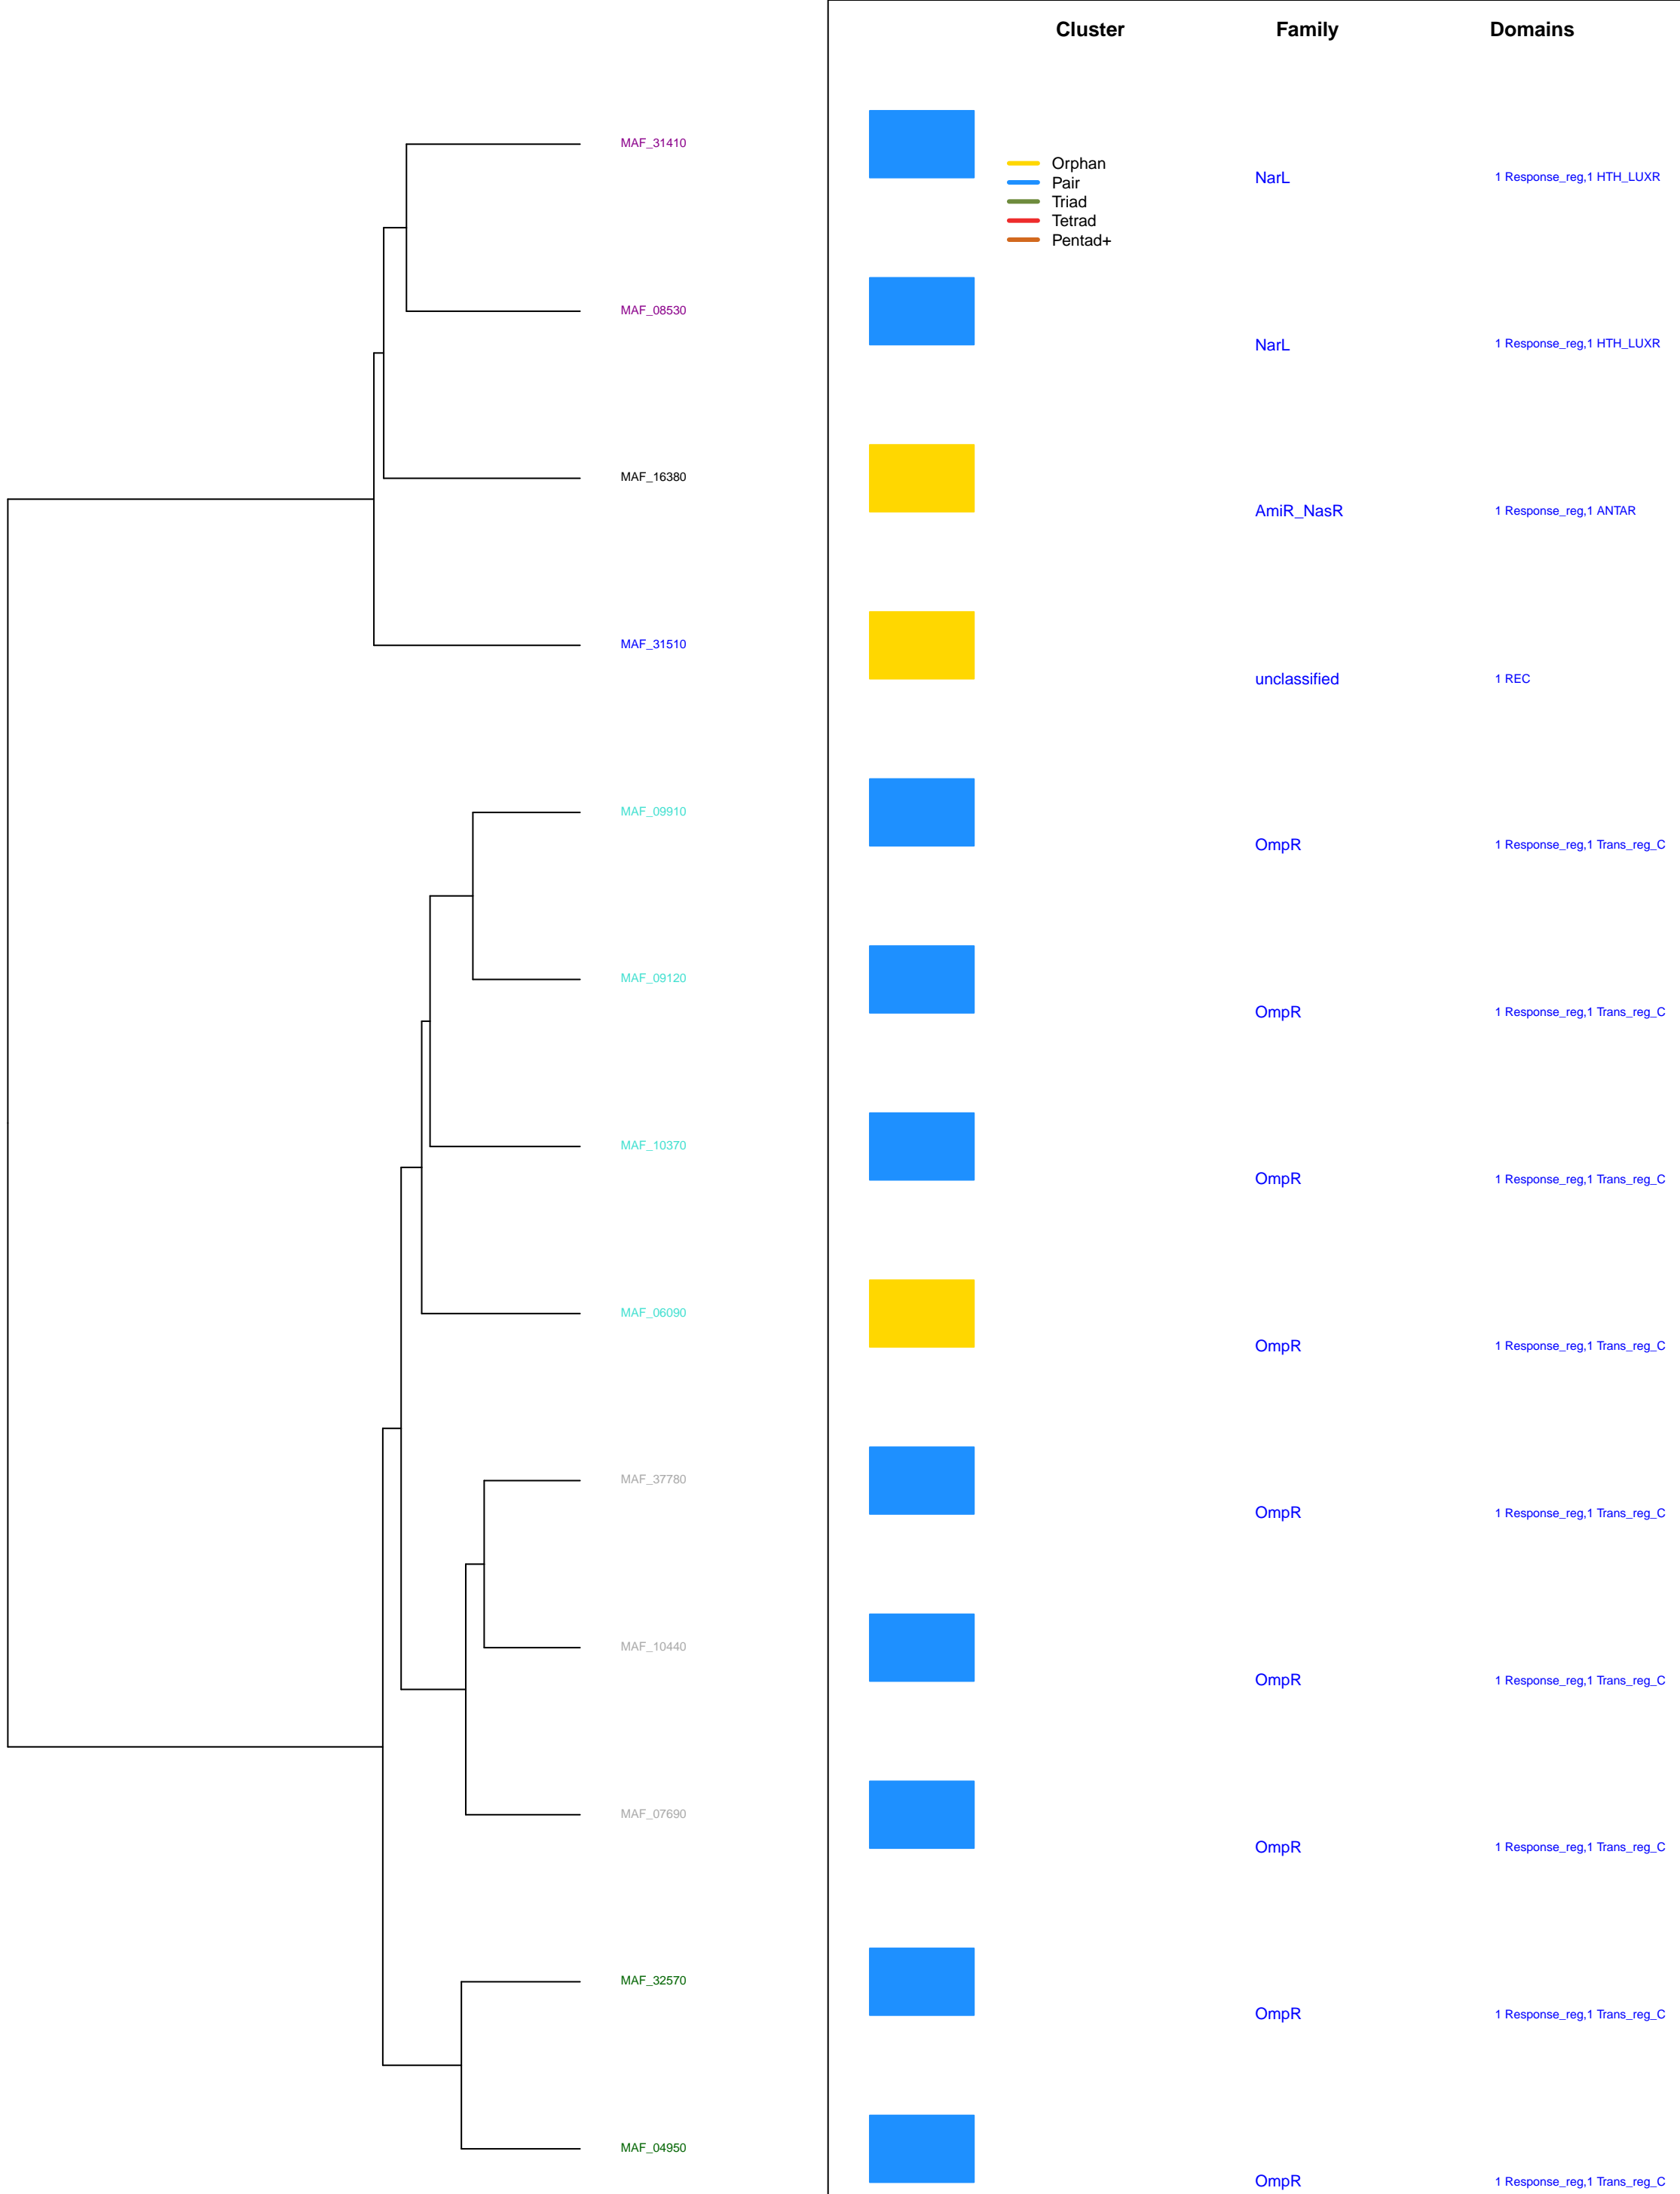 Cluster Family Domains
MAF_31410
Orphan
Pair
Triad
Tetrad
Pentad+
NarL 1 Response_reg,1 HTH_LUXR
MAF_08530
NarL 1 Response_reg,1 HTH_LUXR
MAF_16380
AmiR_NasR 1 Response_reg,1 ANTAR
MAF_31510
unclassified 1 REC
MAF_09910
OmpR 1 Response_reg,1 Trans_reg_C
MAF_09120
OmpR 1 Response_reg,1 Trans_reg_C
MAF_10370
OmpR 1 Response_reg,1 Trans_reg_C
MAF_06090
OmpR 1 Response_reg,1 Trans_reg_C
MAF_37780
OmpR 1 Response_reg,1 Trans_reg_C
MAF_10440
OmpR 1 Response_reg,1 Trans_reg_C
MAF_07690
OmpR 1 Response_reg,1 Trans_reg_C
MAF_32570
OmpR 1 Response_reg,1 Trans_reg_C
MAF_04950
OmpR 1 Response_reg,1 Trans_reg_C